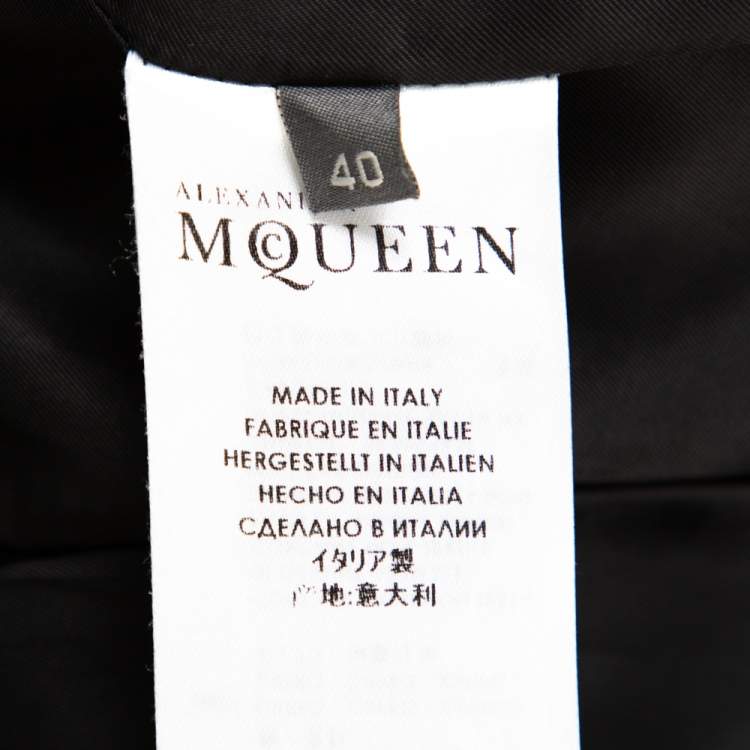 40
ALEXAN
MCQUEEN
MADE IN ITALY
FABRIQUE EN ITALIE
HERGESTELLT IN ITALIEN
HECHO EN ITALIA
СДЕЛАНО В ИТАЛИИ
イタリア製
产地:意大利